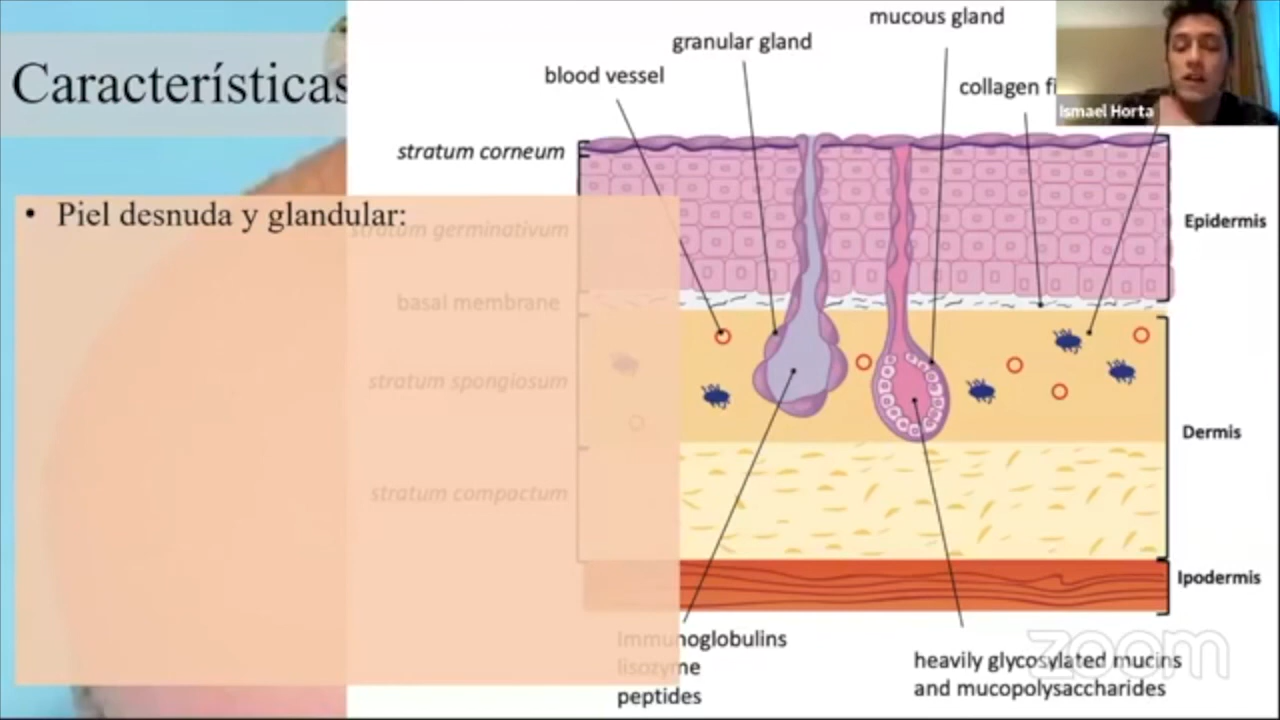 mucous gland
granular gland
blood vessel
collagen fi
Ismael Horta
Características
stratum corneum
• Piel desnuda y glandular:
stratum germinativum
Epidermis
basal membrane
stratum spongiosum
Dermis
stratum compactum
Ipodermis
Immunoglobulins
lisozyme
peptides
heavily glycosylated mucins
and mucopolysaccharides
zoom